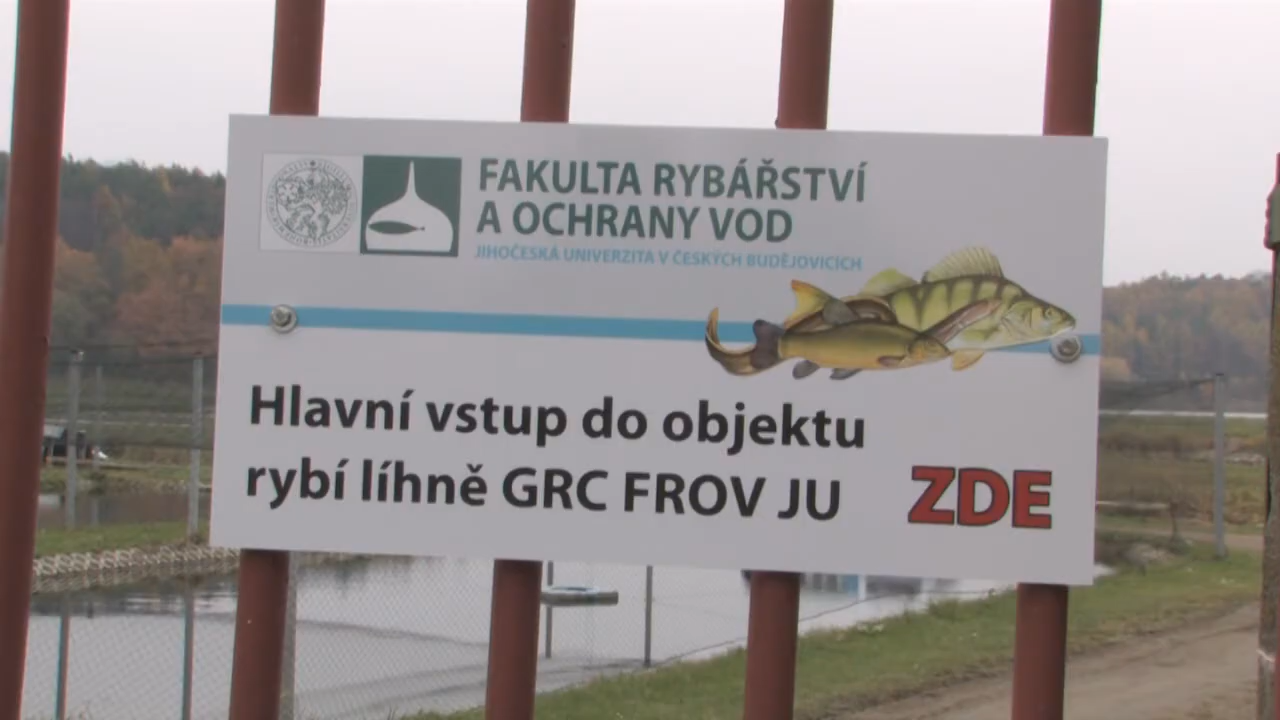 FAKULTA RYBÁŘSTVÍ
A OCHRANY VOD
JIHOČESKÁ UNIVERZITA V ČESKÝCH BUDĚJOVICÍCH
Hlavní vstup do objektu
rybí líhně GRC FROV JU ZDE